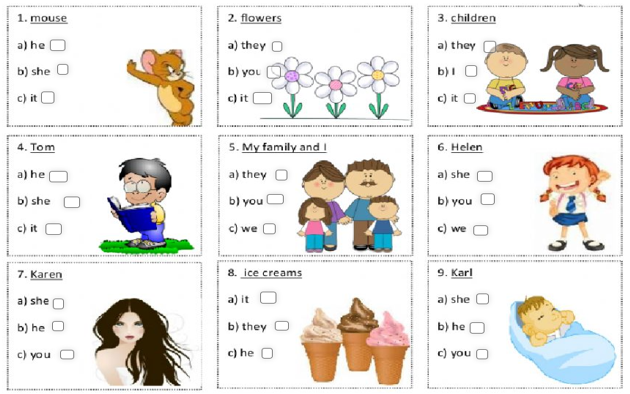 1. mouse
a) he
b) she
c) it
2. flowers
a) they
b) you
c) it
3. children
a) they
b) I
c) it
4. Tom
a) he
b) she
c) it
5. My family and I
a) they
b) you
c) we
6. Helen
a) she
b) you
c) we
7. Karen
a) she
b) he
c) you
8. ice creams
a) it
b) they
c) he
9. Karl
a) she
b) he
c) you